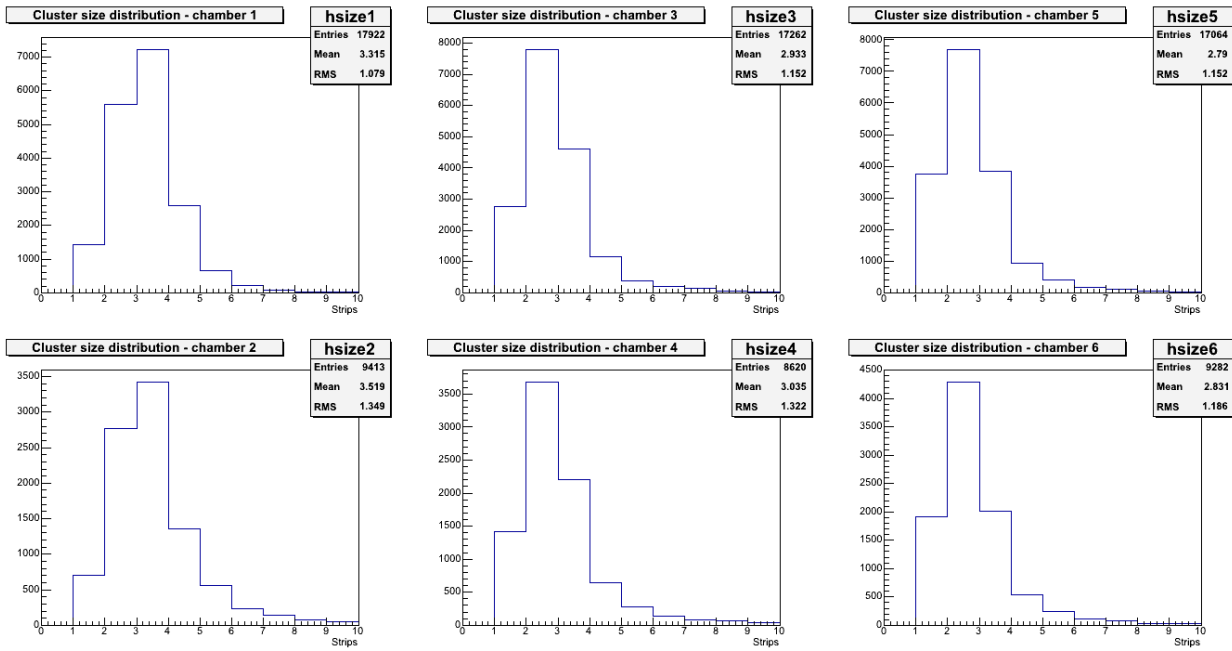 Cluster size distribution - chamber 1
hsize1
Entries 17922
Mean 3.315
RMS 1.079
7000
6000
5000
4000
3000
2000
1000
0
0 1 2 3 4 5 6 7 8 9 10
Strips
Cluster size distribution - chamber 3
hsize3
Entries 17262
Mean 2.933
RMS 1.152
8000
7000
6000
5000
4000
3000
2000
1000
0
0 1 2 3 4 5 6 7 8 9 10
Strips
Cluster size distribution - chamber 5
hsize5
Entries 17064
Mean 2.79
RMS 1.152
8000
7000
6000
5000
4000
3000
2000
1000
0
0 1 2 3 4 5 6 7 8 9 10
Strips
Cluster size distribution - chamber 2
hsize2
Entries 9413
Mean 3.519
RMS 1.349
3500
3000
2500
2000
1500
1000
500
0
0 1 2 3 4 5 6 7 8 9 10
Strips
Cluster size distribution - chamber 4
hsize4
Entries 8620
Mean 3.035
RMS 1.322
3500
3000
2500
2000
1500
1000
500
0
0 1 2 3 4 5 6 7 8 9 10
Strips
Cluster size distribution - chamber 6
hsize6
Entries 9282
Mean 2.831
RMS 1.186
4500
4000
3500
3000
2500
2000
1500
1000
500
0
0 1 2 3 4 5 6 7 8 9 10
Strips